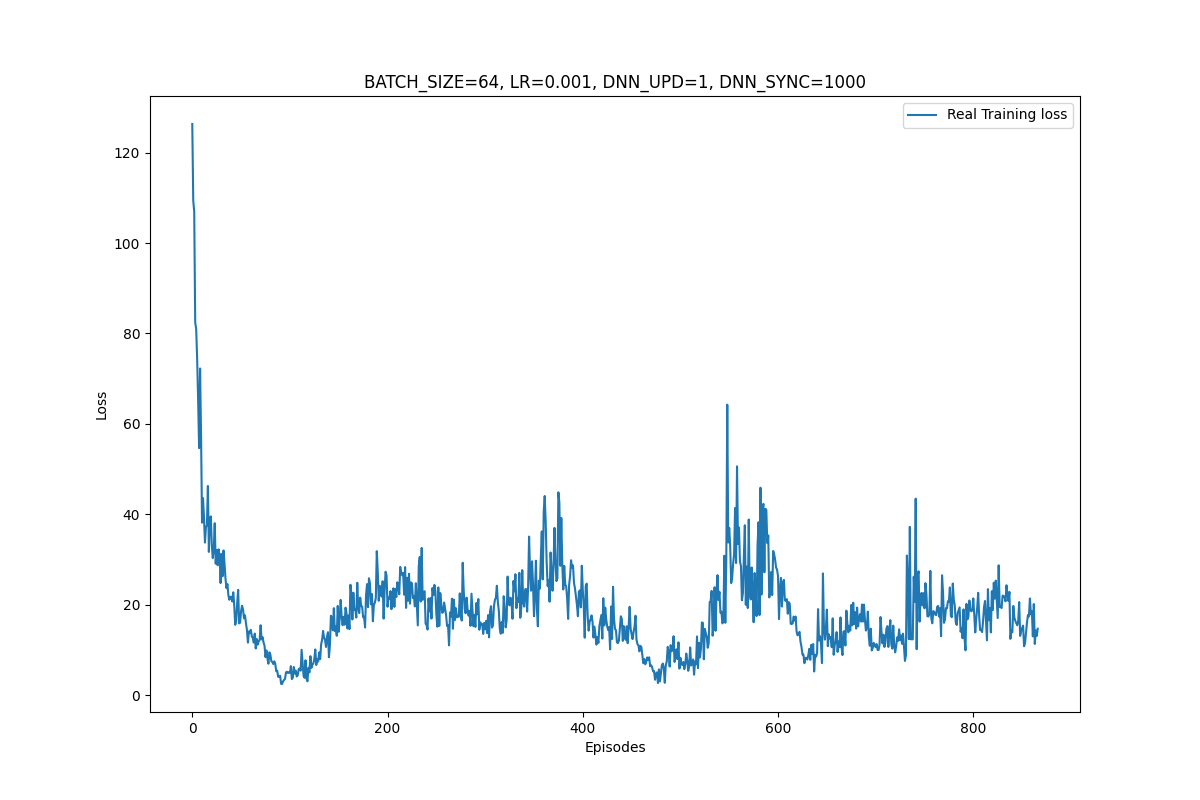 BATCH_SIZE=64, LR=0.001, DNN_UPD=1, DNN_SYNC=1000
Real Training loss
120
100
80
60
40
20
0
Loss
0 200 400 600 800
Episodes